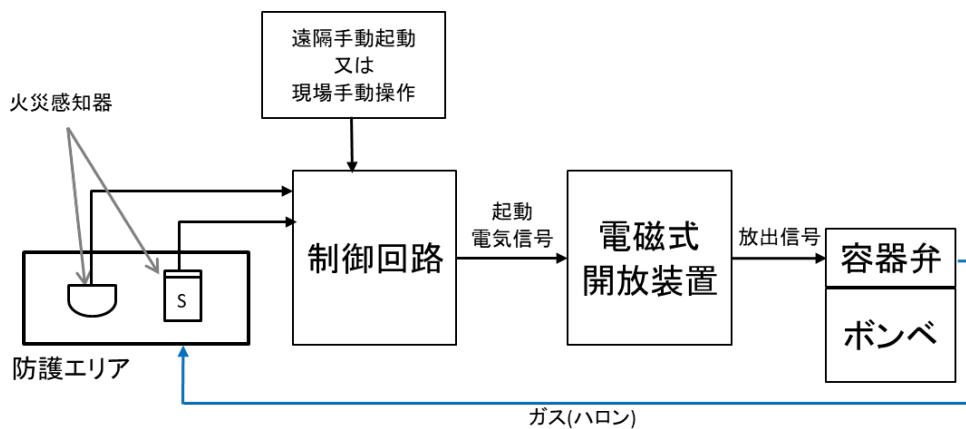 遠隔手動起動
又は
現場手動操作
火災感知器
制御回路
起動
電気信号
電磁式
開放装置
放出信号
容器弁
ボンベ
S
防護エリア
ガス(ハロン)